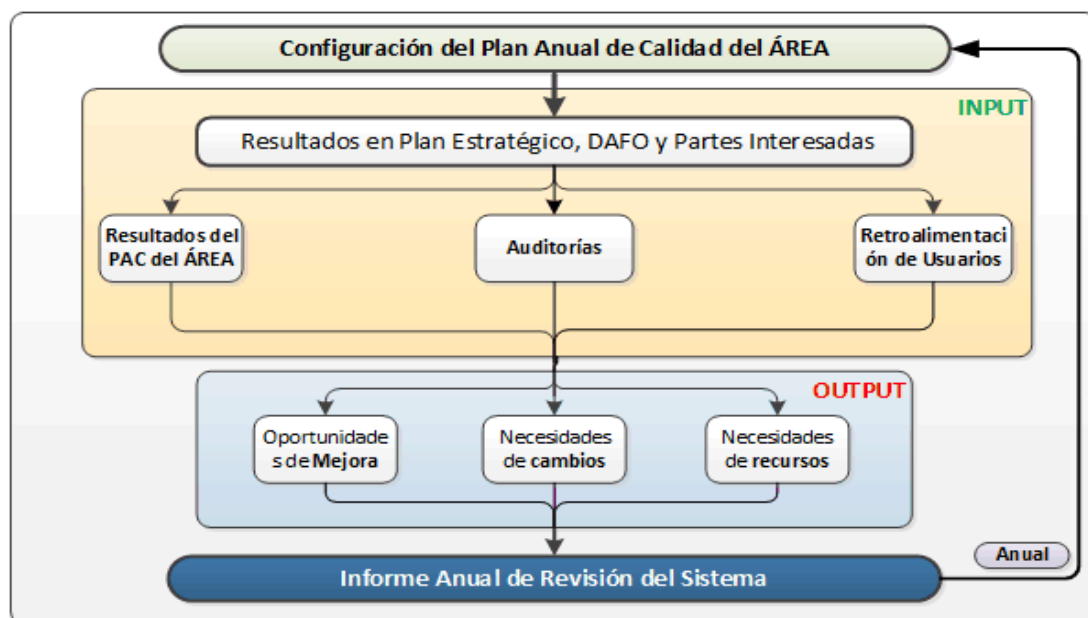 Configuración del Plan Anual de Calidad del ÁREA
INPUT
Resultados en Plan Estratégico, DAFO y Partes Interesadas
Resultados del
PAC del ÁREA
Auditorías
Retroalimentaci
ón de Usuarios
OUTPUT
Oportunidade
s de Mejora
Necesidades
de cambios
Necesidades
de recursos
Anual
Informe Anual de Revisión del Sistema